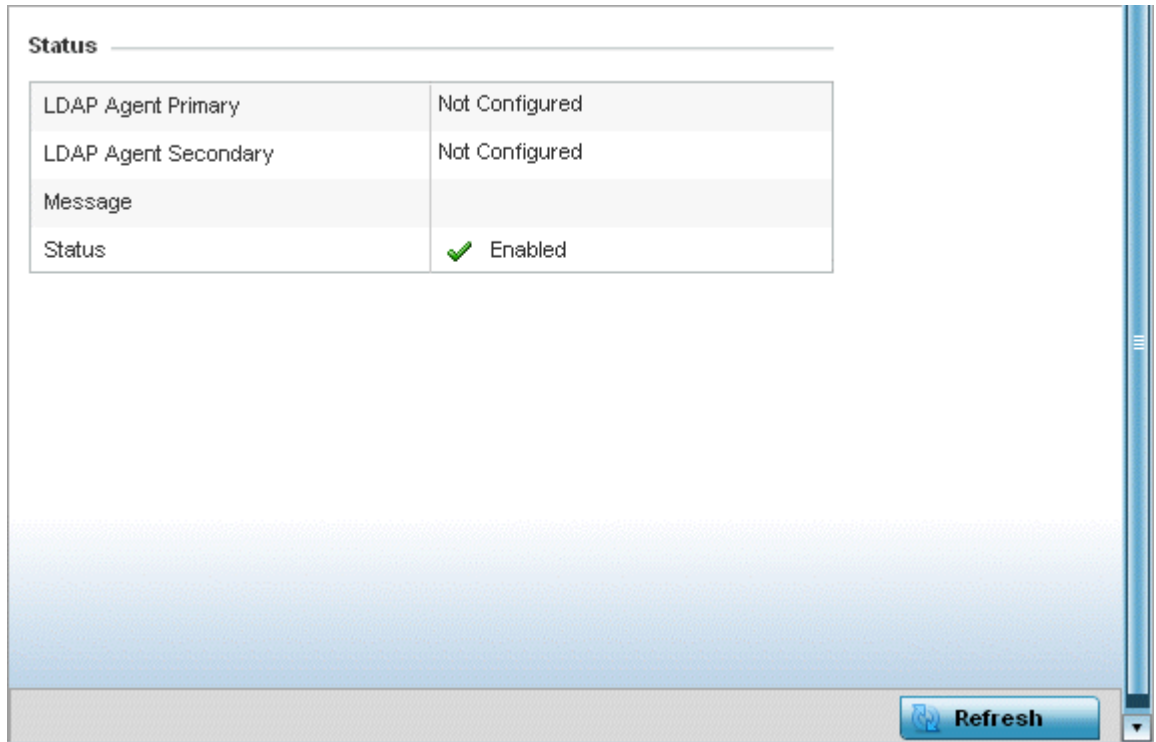 Status
LDAP Agent Primary Not Configured
LDAP Agent Secondary Not Configured
Message
Status Enabled
Refresh